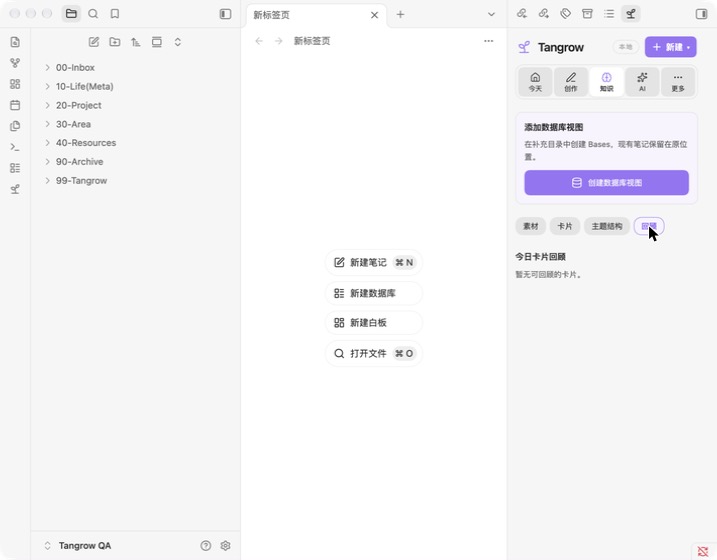 新标签页
新标签页
00-Inbox
10-Life(Meta)
20-Project
30-Area
40-Resources
90-Archive
99-Tangrow
新建笔记 ⌘ N
新建数据库
新建白板
打开文件 ⌘ O
Tangrow QA
Tangrow
本地
新建
今天
创作
知识
AI
更多
添加数据库视图
在补充目录中创建 Bases，现有笔记保留在原位
置。
创建数据库视图
素材
卡片
主题结构
回顾
今日卡片回顾
暂无可回顾的卡片。